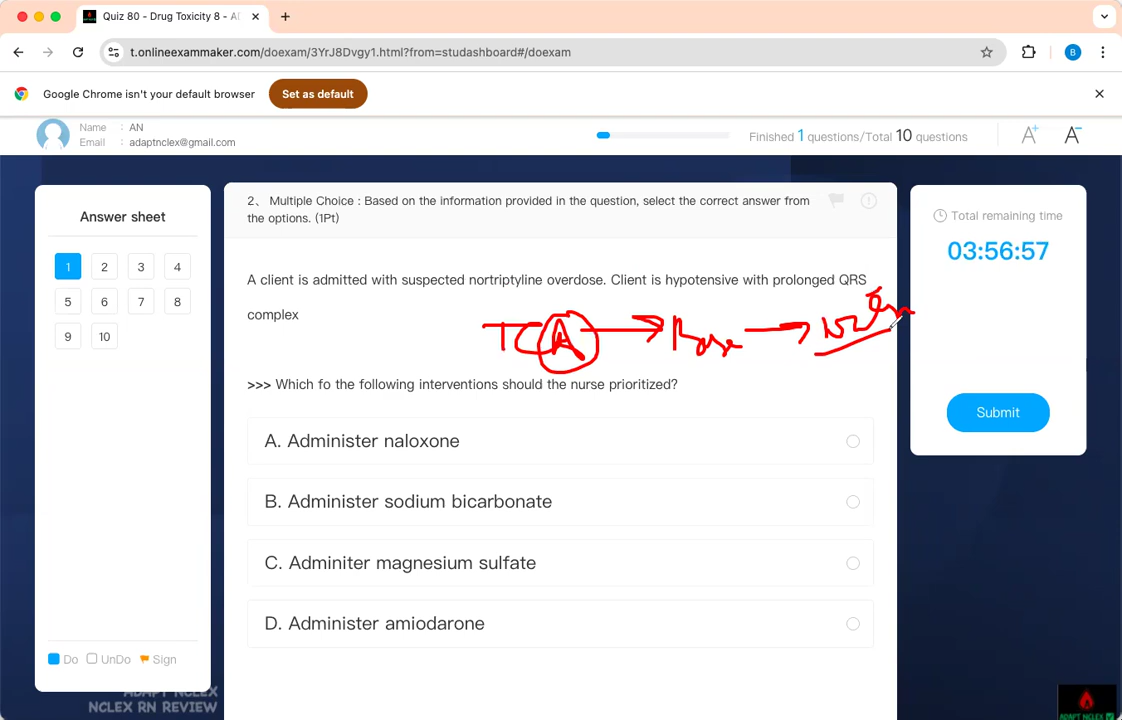 Quiz 80 - Drug Toxicity 8 - AD
t.onlineexammaker.com/doexam/3YrJ8Dvgy1.html?from=studashboard#/doexam
B
Google Chrome isn't your default browser
Set as default
Name : AN
Email : adaptnclex@gmail.com
Finished 1 questions/Total 10 questions
A+ A-
Answer sheet
1 2 3 4
5 6 7 8
9 10
Do UnDo Sign
ADAPT NCLEX
NCLEX RN REVIEW
2、 Multiple Choice : Based on the information provided in the question, select the correct answer from
the options. (1Pt)
A client is admitted with suspected nortriptyline overdose. Client is hypotensive with prolonged QRS
complex
TCA
>>> Which fo the following interventions should the nurse prioritized?
A. Administer naloxone
B. Administer sodium bicarbonate
C. Adminiter magnesium sulfate
D. Administer amiodarone
Total remaining time
03:56:57
Submit
ADAPT NCLEX